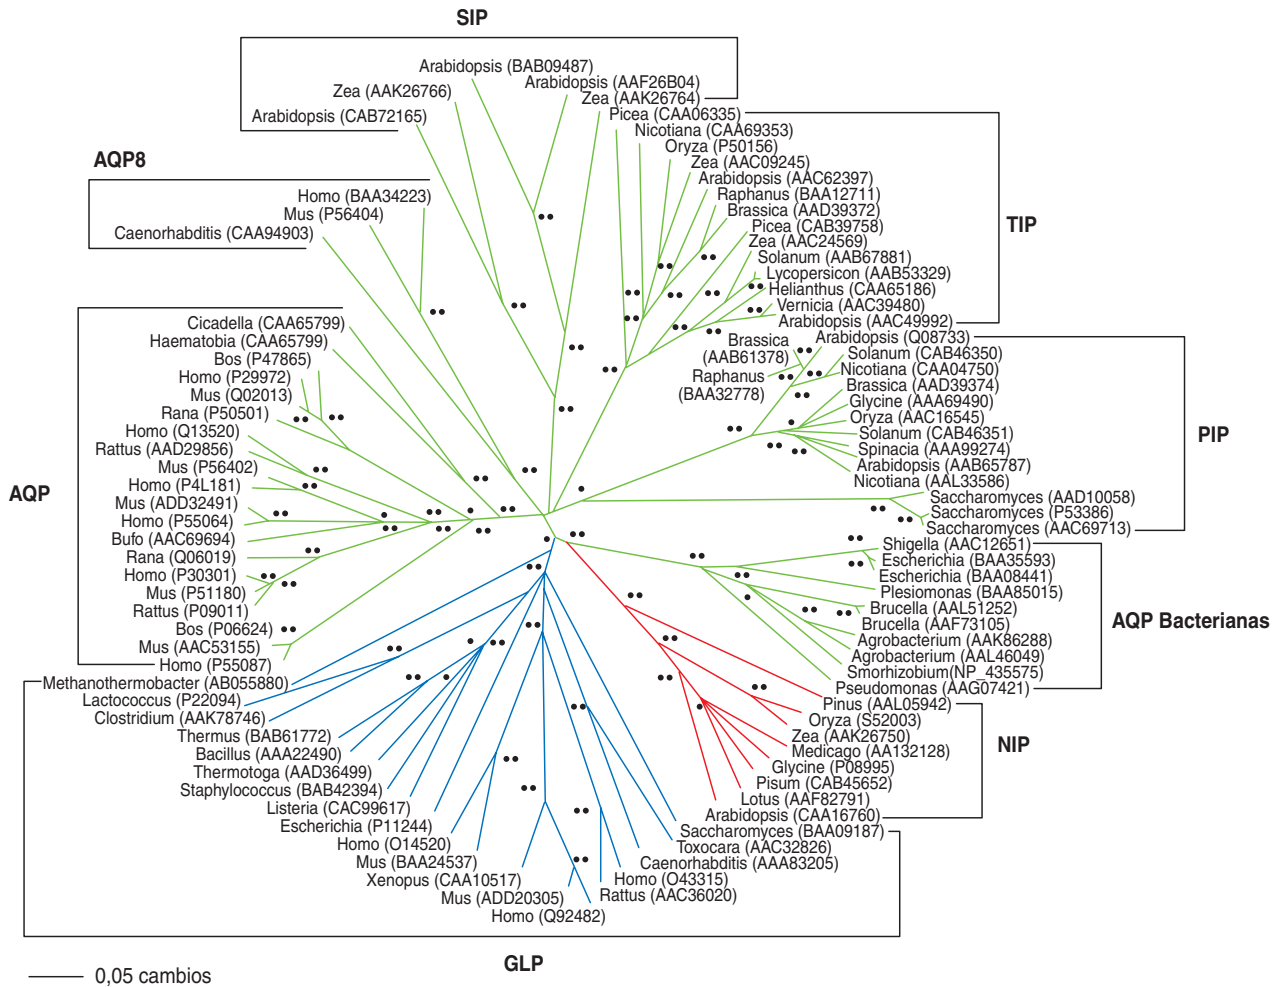 SIP
Arabidopsis (BAB09487)
Arabidopsis (AAF26B04)
Zea (AAK26766)
Zea (AAK26764)
Arabidopsis (CAB72165)
Picea (CAA06335)
Nicotiana (CAA69353)
Oryza (P50156)
Zea (AAC09245)
Arabidopsis (AAC62397)
Raphanus (BAA12711)
Brassica (AAD39372)
Picea (CAB39758)
Zea (AAC24569)
Solanum (AAB67881)
Lycopersicon (AAB53329)
Helianthus (CAA65186)
Vernicia (AAC39480)
Arabidopsis (AAC49992)
TIP
AQP8
Homo (BAA34223)
Mus (P56404)
Caenorhabditis (CAA94903)
Arabidopsis (Q08733)
Brassica
(AAB61378)
Raphanus
(BAA32778)
Solanum (CAB46350)
Nicotiana (CAA04750)
Brassica (AAD39374)
Glycine (AAA69490)
Oryza (AAC16545)
Solanum (CAB46351)
Spinacia (AAA99274)
Arabidopsis (AAB65787)
Nicotiana (AAL33586)
Saccharomyces (AAD10058)
Saccharomyces (P53386)
Saccharomyces (AAC69713)
PIP
Cicadella (CAA65799)
Haematobia (CAA65799)
Bos (P47865)
Homo (P29972)
Mus (Q02013)
Rana (P50501)
Homo (Q13520)
Rattus (AAD29856)
Mus (P56402)
Homo (P4L181)
Mus (ADD32491)
Homo (P55064)
Bufo (AAC69694)
Rana (Q06019)
Homo (P30301)
Mus (P51180)
Rattus (P09011)
Bos (P06624)
Mus (AAC53155)
Homo (P55087)
AQP
Shigella (AAC12651)
Escherichia (BAA35593)
Escherichia (BAA08441)
Plesiomonas (BAA85015)
Brucella (AAL51252)
Brucella (AAF73105)
Agrobacterium (AAK86288)
Agrobacterium (AAL46049)
Smorhizobium(NP_435575)
Pseudomonas (AAG07421)
AQP Bacterianas
Pinus (AAL05942)
Oryza (S52003)
Zea (AAK26750)
Medicago (AA132128)
Glycine (P08995)
Pisum (CAB45652)
Lotus (AAF82791)
Arabidopsis (CAA16760)
NIP
Methanothermobacter (AB055880)
Lactococcus (P22094)
Clostridium (AAK78746)
Thermus (BAB61772)
Bacillus (AAA22490)
Thermotoga (AAD36499)
Staphylococcus (BAB42394)
Listeria (CAC99617)
Escherichia (P11244)
Homo (O14520)
Mus (BAA24537)
Xenopus (CAA10517)
Mus (ADD20305)
Homo (Q92482)
Saccharomyces (BAA09187)
Toxocara (AAC32826)
Caenorhabditis (AAA83205)
Homo (O43315)
Rattus (AAC36020)
GLP
0,05 cambios